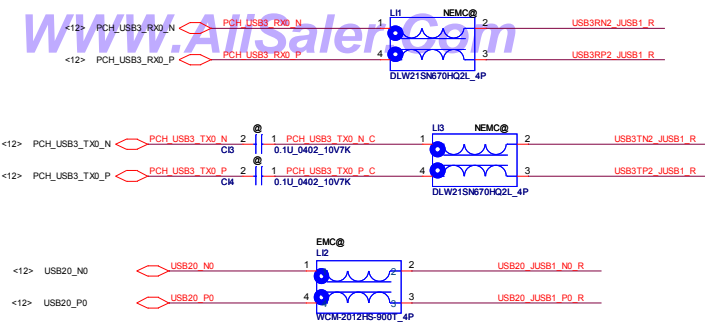 WWW.AllSaler.Com
LI1 NEMC@
<12> PCH_USB3_RX0_N PCH_USB3_RX0_N 1 2 USB3RN2_JUSB1_R
<12> PCH_USB3_RX0_P PCH_USB3_RX0_P 4 3 USB3RP2_JUSB1_R
DLW21SN670HQ2L_4P
@ LI3 NEMC@
<12> PCH_USB3_TX0_N PCH_USB3_TX0_N 2 1 PCH_USB3_TX0_N_C 1 2 USB3TN2_JUSB1_R
CI3 0.1U_0402_10V7K
@
<12> PCH_USB3_TX0_P PCH_USB3_TX0_P 2 1 PCH_USB3_TX0_P_C 4 3 USB3TP2_JUSB1_R
CI4 0.1U_0402_10V7K
DLW21SN670HQ2L_4P
EMC@
LI2
<12> USB20_N0 USB20_N0 1 2 2 USB20_JUSB1_N0_R
<12> USB20_P0 USB20_P0 4 3 3 USB20_JUSB1_P0_R
WCM-2012HS-900T_4P